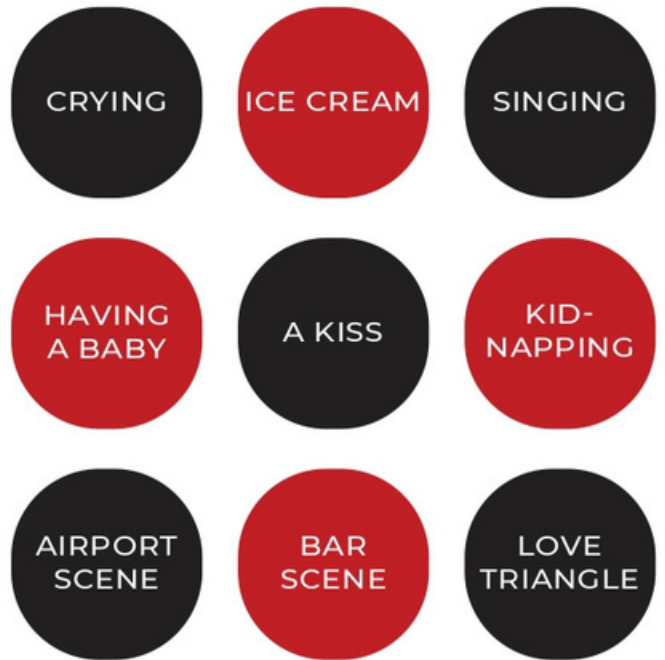 CRYING
ICE CREAM
SINGING
HAVING
A BABY
A KISS
KID-
NAPPING
AIRPORT
SCENE
BAR
SCENE
LOVE
TRIANGLE